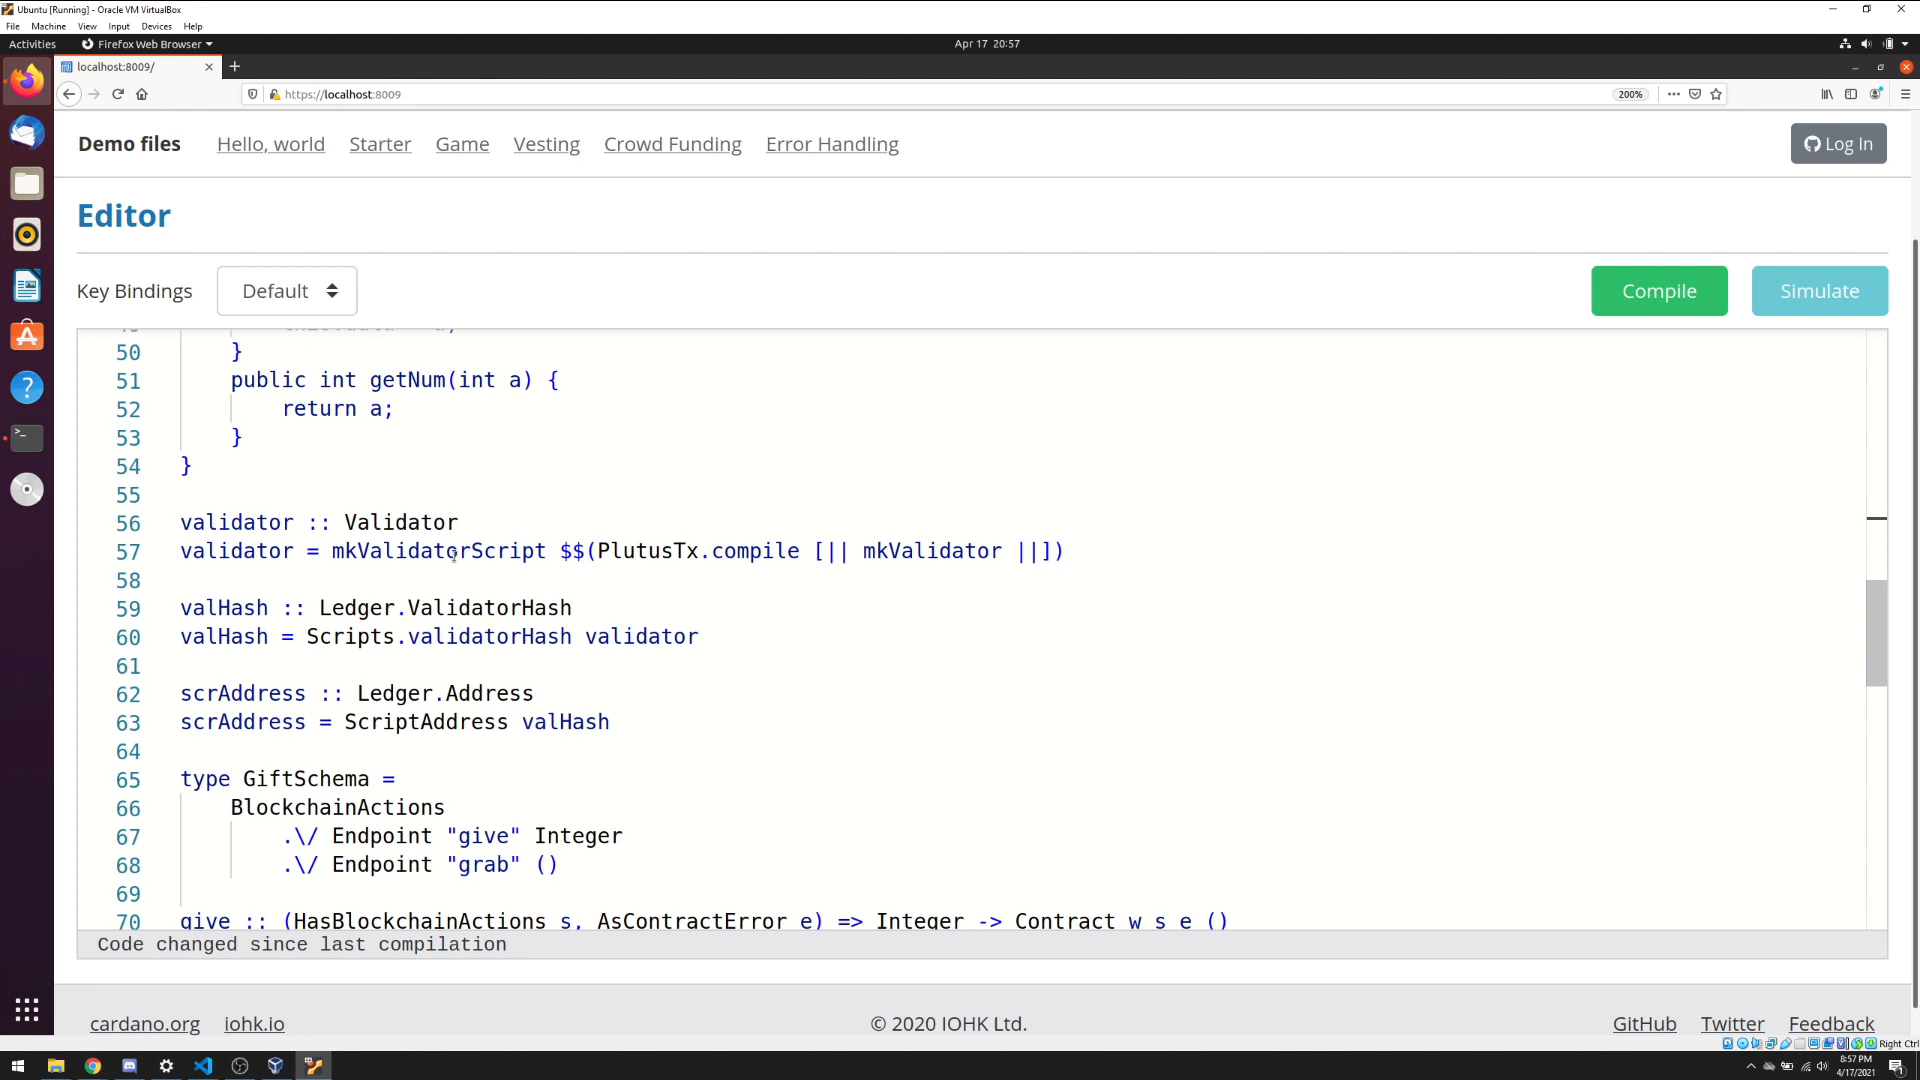 Ubuntu [Running] - Oracle VM VirtualBox
File Machine View Input Devices Help
Activities Firefox Web Browser Apr 17 20:57
localhost:8009/
https://localhost:8009 200%
Demo files Hello, world Starter Game Vesting Crowd Funding Error Handling Log In
Editor
Key Bindings Default Compile Simulate
50 }
51 public int getNum(int a) {
52 return a;
53 }
54 }
55
56 validator :: Validator
57 validator = mkValidatorScript $$(PlutusTx.compile [|| mkValidator ||])
58
59 valHash :: Ledger.ValidatorHash
60 valHash = Scripts.validatorHash validator
61
62 scrAddress :: Ledger.Address
63 scrAddress = ScriptAddress valHash
64
65 type GiftSchema =
66 BlockchainActions
67 .\/ Endpoint "give" Integer
68 .\/ Endpoint "grab" ()
69
70 give :: (HasBlockchainActions s, AsContractError e) => Integer -> Contract w s e ()
Code changed since last compilation
cardano.org iohk.io © 2020 IOHK Ltd. GitHub Twitter Feedback
Right Ctrl
8:57 PM
4/17/2021